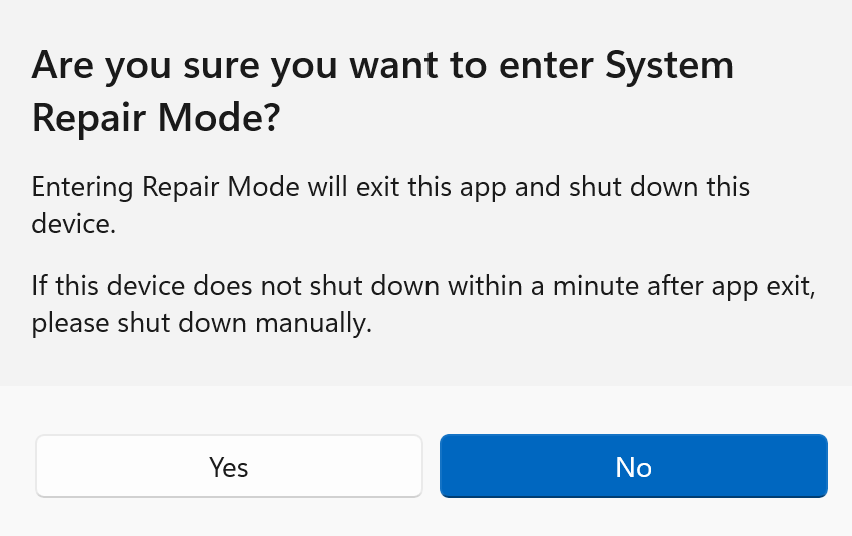 Are you sure you want to enter System
Repair Mode?
Entering Repair Mode will exit this app and shut down this
device.
If this device does not shut down within a minute after app exit,
please shut down manually.
Yes
No